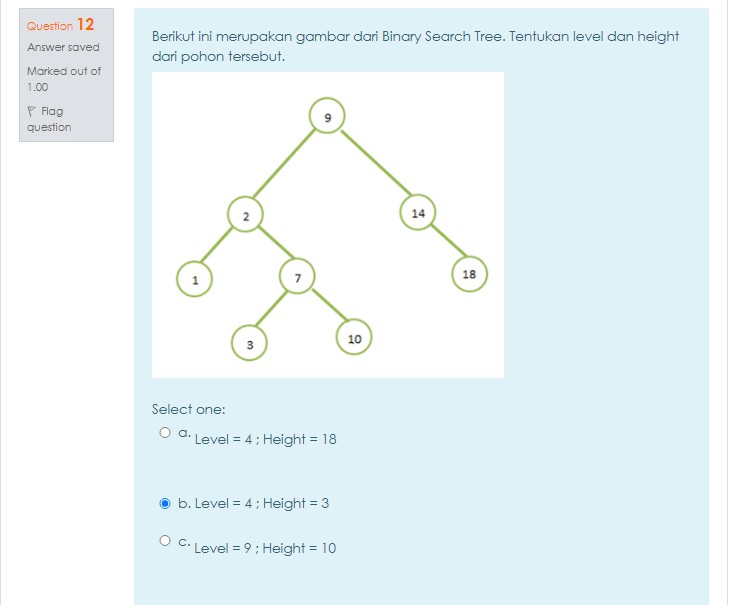 Question 12
Answer saved
Marked out of
1.00
Flag
question
Berikut ini merupakan gambar dari Binary Search Tree. Tentukan level dan height
dari pohon tersebut.
9
2
14
1
7
18
3
10
Select one:
a. Level = 4 ; Height = 18
b. Level = 4 ; Height = 3
c. Level = 9 ; Height = 10